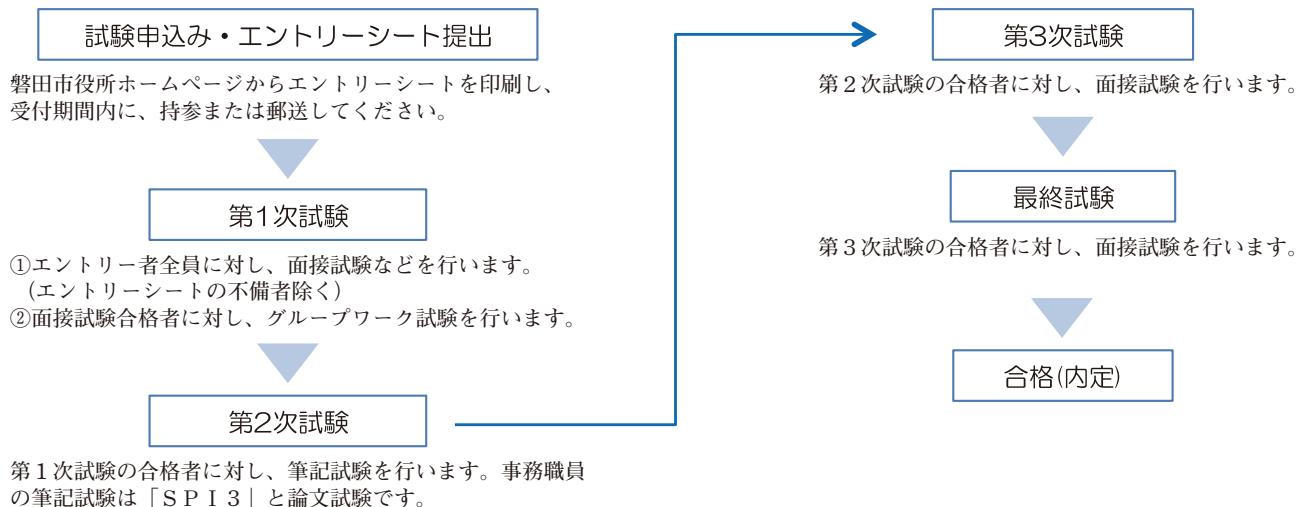 試験申込み・エントリーシート提出
磐田市役所ホームページからエントリーシートを印刷し、
受付期間内に、持参または郵送してください。
第1次試験
①エントリー者全員に対し、面接試験などを行います。
（エントリーシートの不備者除く）
②面接試験合格者に対し、グループワーク試験を行います。
第2次試験
第１次試験の合格者に対し、筆記試験を行います。事務職員
の筆記試験は「ＳＰＩ３」と論文試験です。
第3次試験
第２次試験の合格者に対し、面接試験を行います。
最終試験
第３次試験の合格者に対し、面接試験を行います。
合格(内定)